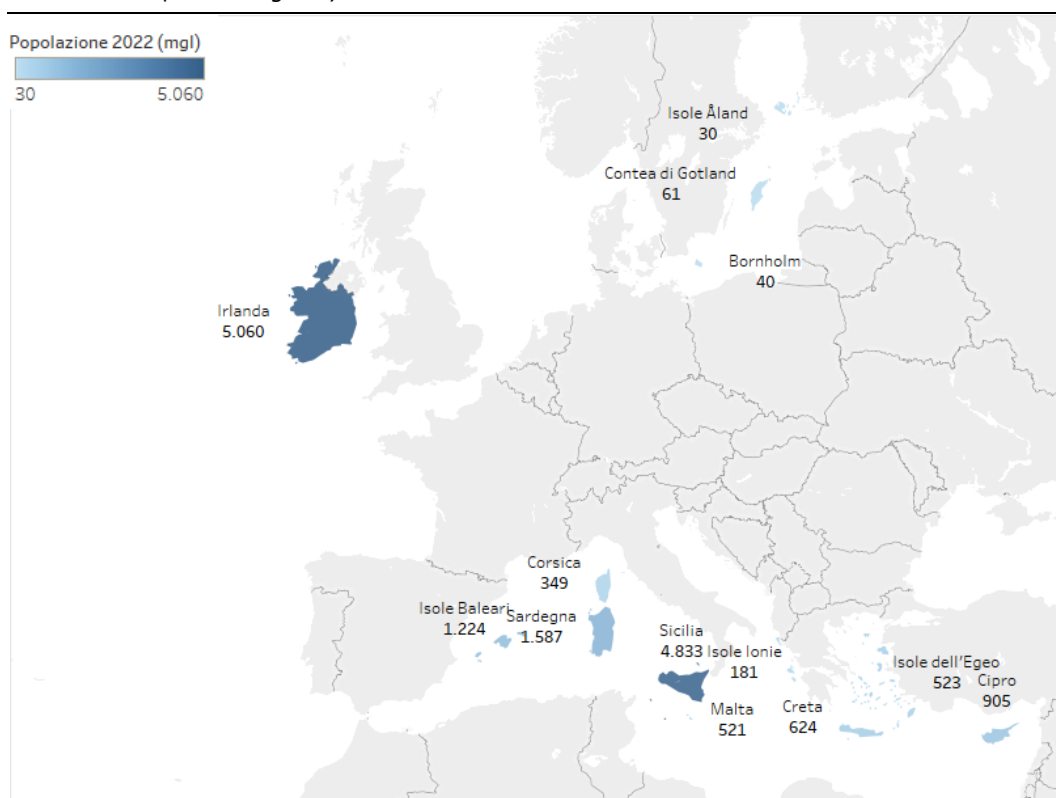 Popolazione 2022 (mgl)
30 5.060
Isole Åland
30
Contea di Gotland
61
Bornholm
40
Irlanda
5.060
Corsica
349
Isole Baleari
1.224
Sardegna
1.587
Sicilia
4.833
Isole Ionie
181
Isole dell'Egeo
523
Cipro
905
Malta
521
Creta
624